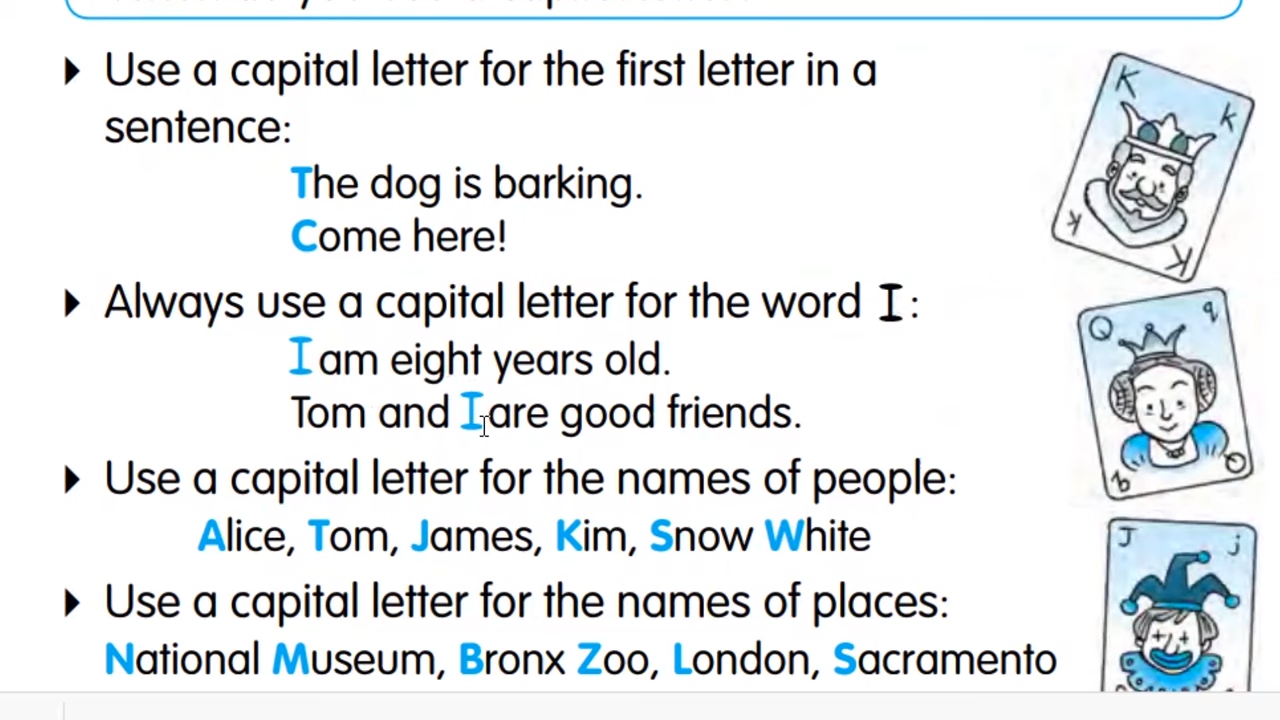 Use a capital letter for the first letter in a
sentence:
The dog is barking.
Come here!
Always use a capital letter for the word I:
I am eight years old.
Tom and I are good friends.
Use a capital letter for the names of people:
Alice, Tom, James, Kim, Snow White
Use a capital letter for the names of places:
National Museum, Bronx Zoo, London, Sacramento
K
k
k
K
Q
q
q
Q
J
j